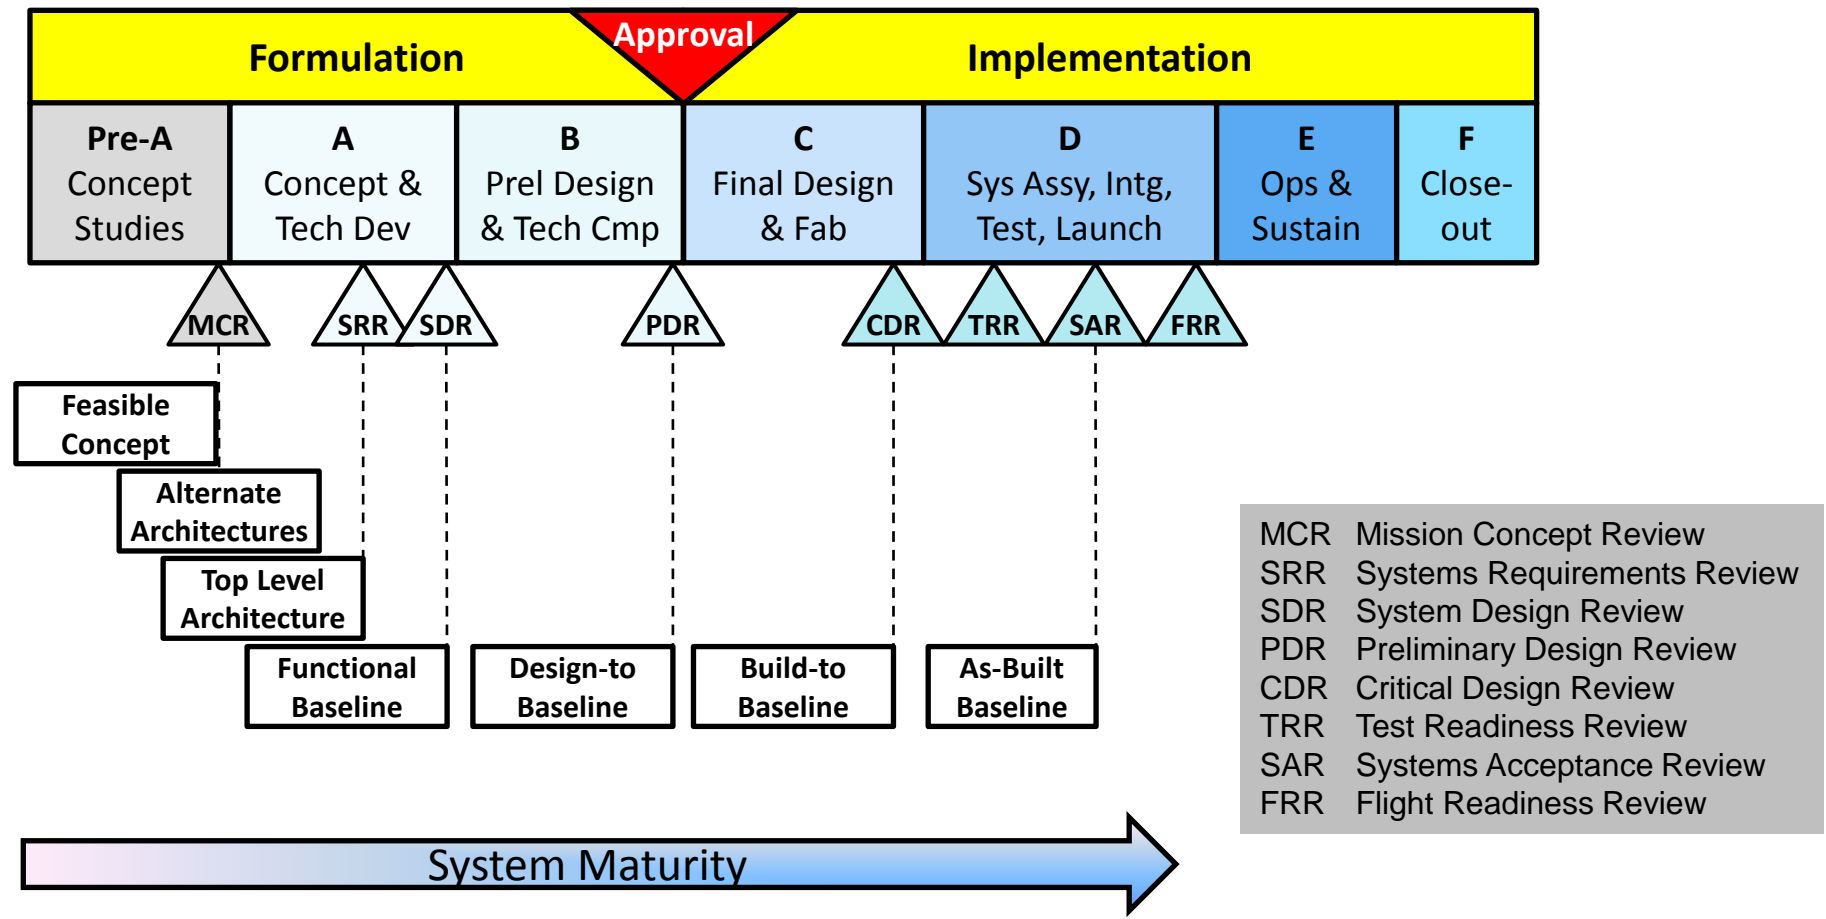 Approval
Formulation
Implementation
Pre-A
Concept
Studies
A
Concept &
Tech Dev
B
Prel Design
& Tech Cmp
C
Final Design
& Fab
D
Sys Assy, Intg,
Test, Launch
E
Ops &
Sustain
F
Close-
out
MCR
SRR
SDR
PDR
CDR
TRR
SAR
FRR
Feasible
Concept
Alternate
Architectures
Top Level
Architecture
Functional
Baseline
Design-to
Baseline
Build-to
Baseline
As-Built
Baseline
MCR Mission Concept Review
SRR Systems Requirements Review
SDR System Design Review
PDR Preliminary Design Review
CDR Critical Design Review
TRR Test Readiness Review
SAR Systems Acceptance Review
FRR Flight Readiness Review
System Maturity